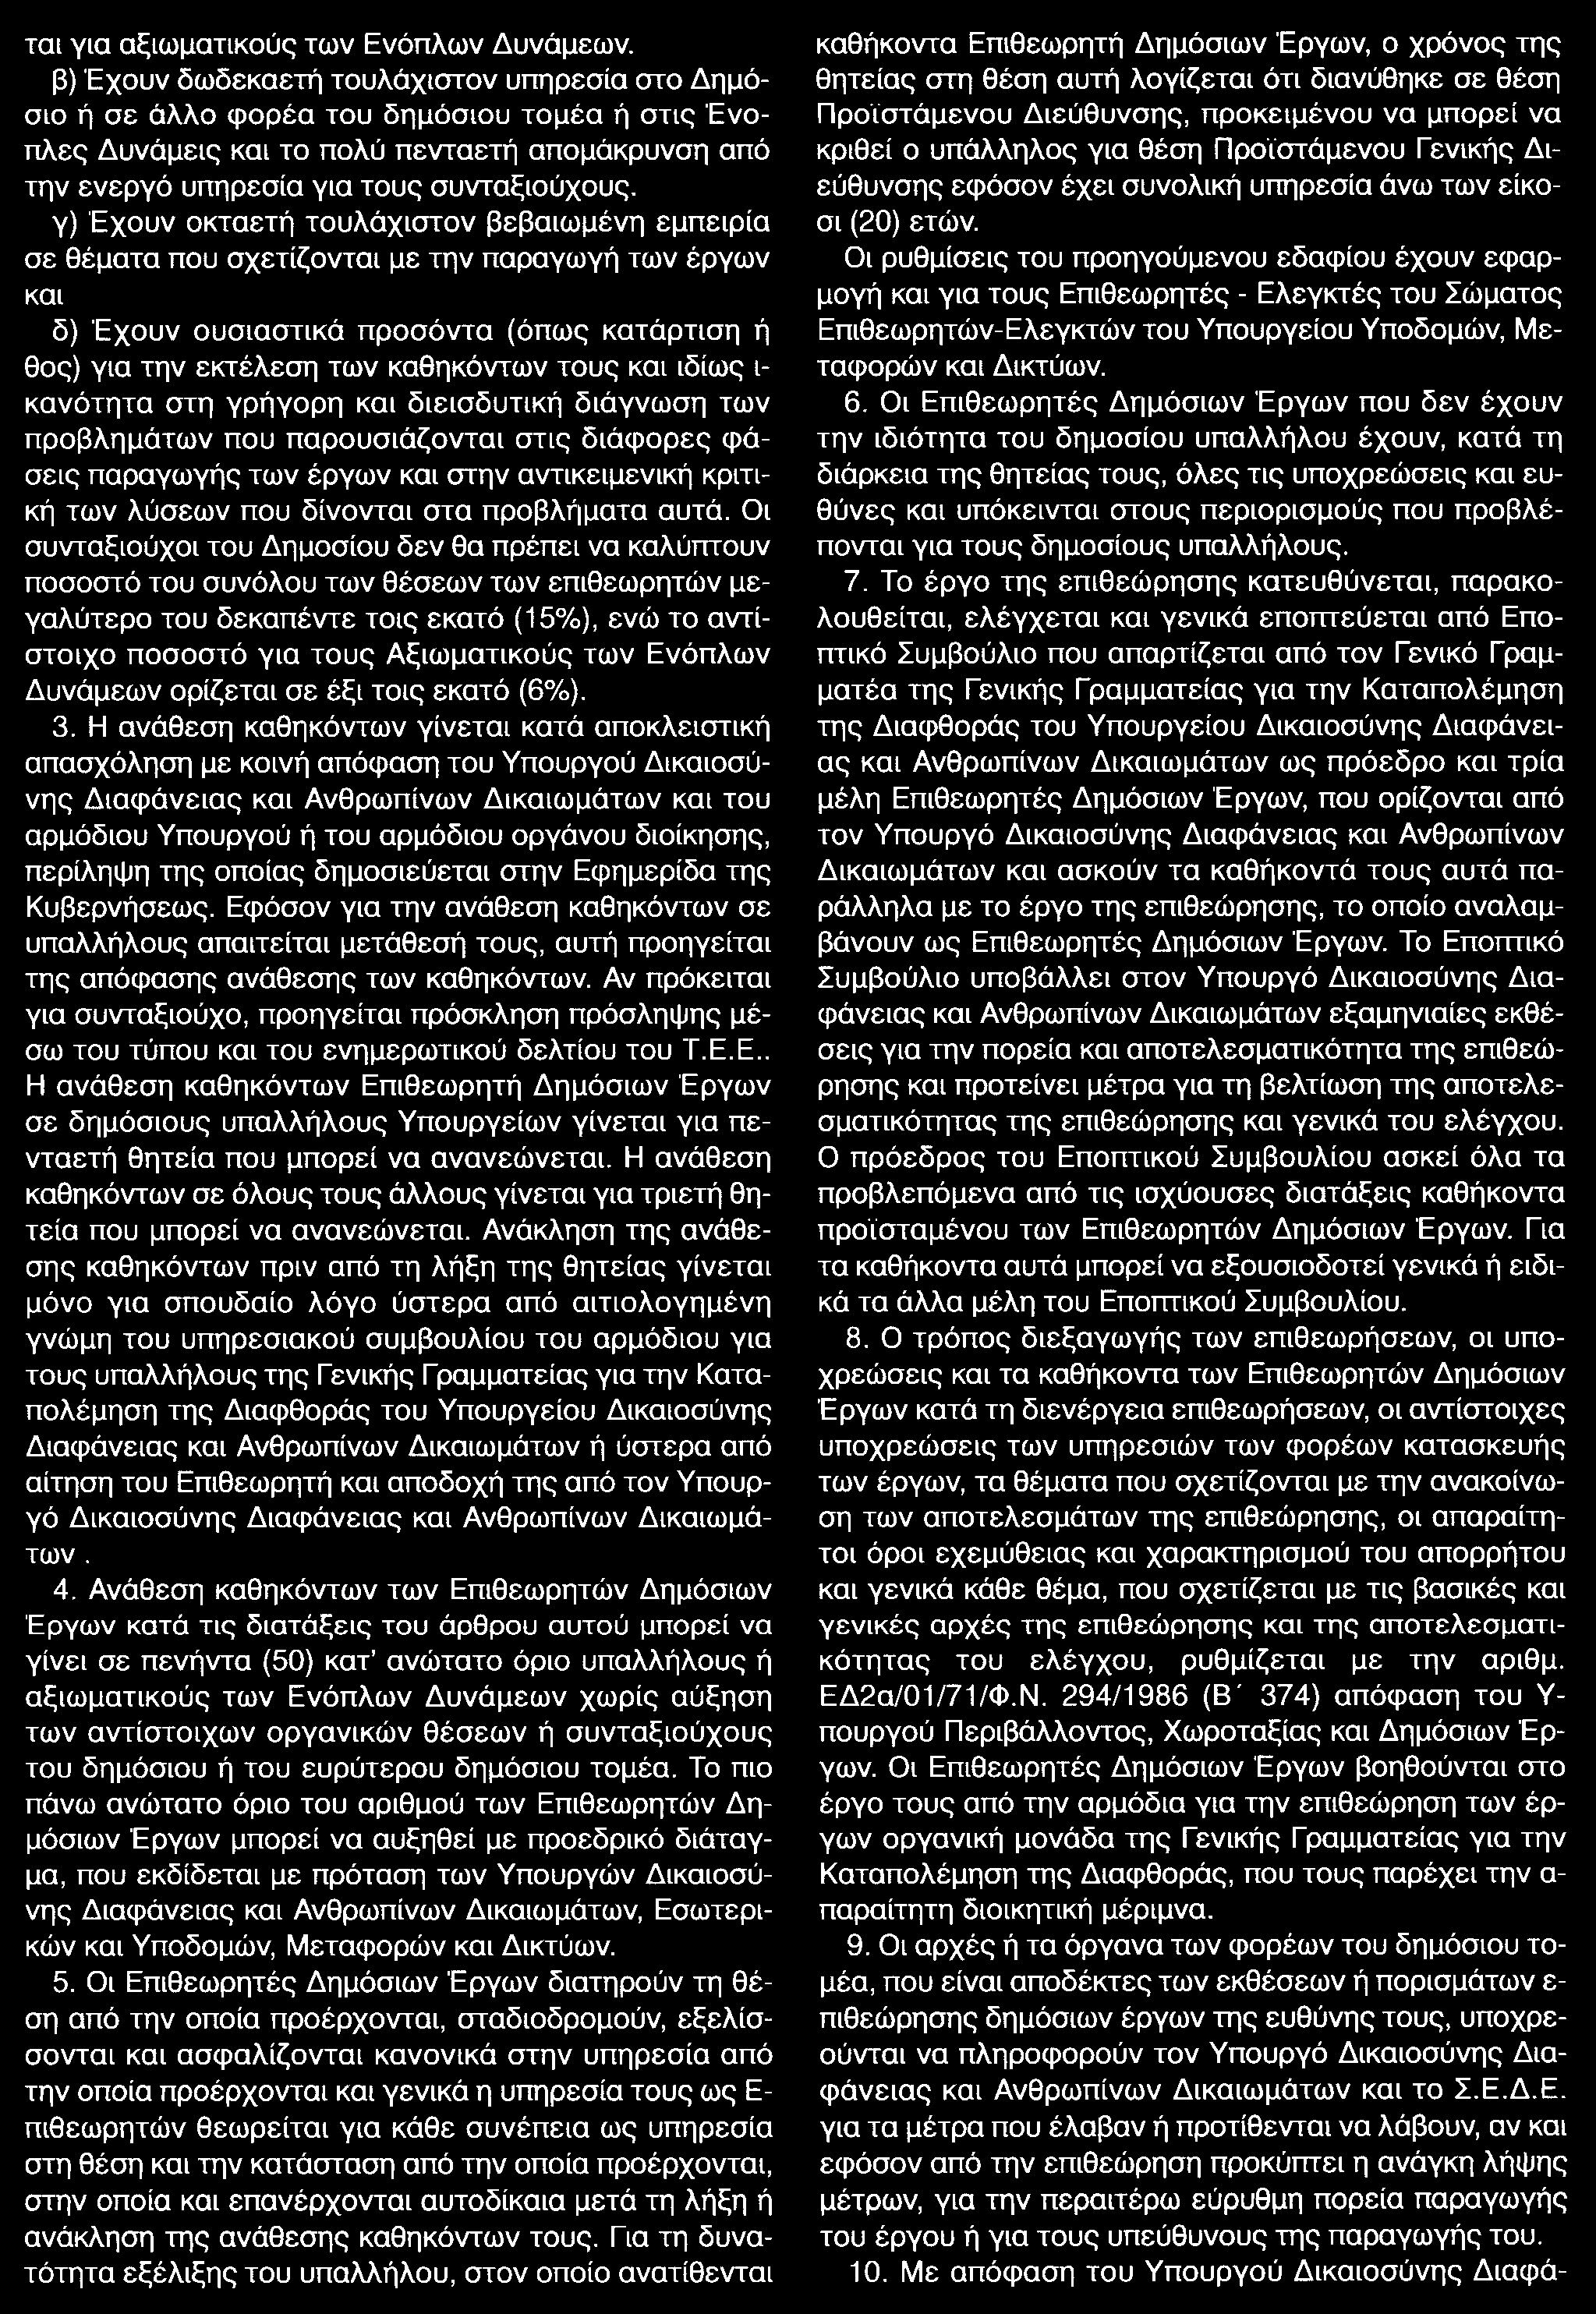 ται για αξιωματικούς των Ενόπλων Δυνάμεων.
β) Έχουν δωδεκαετή τουλάχιστον υπηρεσία στο Δημό-
σιο ή σε άλλο φορέα του δημόσιου τομέα ή στις Ένο-
πλες Δυνάμεις και το πολύ πενταετή απομάκρυνση από
την ενεργό υπηρεσία για τους συνταξιούχους.
γ) Έχουν οκταετή τουλάχιστον βεβαιωμένη εμπειρία
σε θέματα που σχετίζονται με την παραγωγή των έργων
και
δ) Έχουν ουσιαστικά προσόντα (όπως κατάρτιση ή
θος) για την εκτέλεση των καθηκόντων τους και ιδίως ι-
κανότητα στη γρήγορη και διεισδυτική διάγνωση των
προβλημάτων που παρουσιάζονται στις διάφορες φά-
σεις παραγωγής των έργων και στην αντικειμενική κριτι-
κή των λύσεων που δίνονται στα προβλήματα αυτά. Οι
συνταξιούχοι του Δημοσίου δεν θα πρέπει να καλύπτουν
ποσοστό του συνόλου των θέσεων των επιθεωρητών με-
γαλύτερο του δεκαπέντε τοις εκατό (15%), ενώ το αντί-
στοιχο ποσοστό για τους Αξιωματικούς των Ενόπλων
Δυνάμεων ορίζεται σε έξι τοις εκατό (6%).
3. Η ανάθεση καθηκόντων γίνεται κατά αποκλειστική
απασχόληση με κοινή απόφαση του Υπουργού Δικαιοσύ-
νης Διαφάνειας και Ανθρωπίνων Δικαιωμάτων και του
αρμόδιου Υπουργού ή του αρμόδιου οργάνου διοίκησης,
περίληψη της οποίας δημοσιεύεται στην Εφημερίδα της
Κυβερνήσεως. Εφόσον για την ανάθεση καθηκόντων σε
υπαλλήλους απαιτείται μετάθεσή τους, αυτή προηγείται
της απόφασης ανάθεσης των καθηκόντων. Αν πρόκειται
για συνταξιούχο, προηγείται πρόσκληση πρόσληψης μέ-
σω του τύπου και του ενημερωτικού δελτίου του Τ.Ε.Ε..
Η ανάθεση καθηκόντων Επιθεωρητή Δημόσιων Έργων
σε δημόσιους υπαλλήλους Υπουργείων γίνεται για πε-
νταετή θητεία που μπορεί να ανανεώνεται. Η ανάθεση
καθηκόντων σε όλους τους άλλους γίνεται για τριετή θη-
τεία που μπορεί να ανανεώνεται. Ανάκληση της ανάθε-
σης καθηκόντων πριν από τη λήξη της θητείας γίνεται
μόνο για σπουδαίο λόγο ύστερα από αιτιολογημένη
γνώμη του υπηρεσιακού συμβουλίου του αρμόδιου για
τους υπαλλήλους της Γενικής Γραμματείας για την Κατα-
πολέμηση της Διαφθοράς του Υπουργείου Δικαιοσύνης
Διαφάνειας και Ανθρωπίνων Δικαιωμάτων ή ύστερα από
αίτηση του Επιθεωρητή και αποδοχή της από τον Υπουρ-
γό Δικαιοσύνης Διαφάνειας και Ανθρωπίνων Δικαιωμά-
των .
4. Ανάθεση καθηκόντων των Επιθεωρητών Δημόσιων
Έργων κατά τις διατάξεις του άρθρου αυτού μπορεί να
γίνει σε πενήντα (50) κατ' ανώτατο όριο υπαλλήλους ή
αξιωματικούς των Ενόπλων Δυνάμεων χωρίς αύξηση
των αντίστοιχων οργανικών θέσεων ή συνταξιούχους
του δημόσιου ή του ευρύτερου δημόσιου τομέα. Το πιο
πάνω ανώτατο όριο του αριθμού των Επιθεωρητών Δη-
μόσιων Έργων μπορεί να αυξηθεί με προεδρικό διάταγ-
μα, που εκδίδεται με πρόταση των Υπουργών Δικαιοσύ-
νης Διαφάνειας και Ανθρωπίνων Δικαιωμάτων, Εσωτερι-
κών και Υποδομών, Μεταφορών και Δικτύων.
5. Οι Επιθεωρητές Δημόσιων Έργων διατηρούν τη θέ-
ση από την οποία προέρχονται, σταδιοδρομούν, εξελίσ-
σονται και ασφαλίζονται κανονικά στην υπηρεσία από
την οποία προέρχονται και γενικά η υπηρεσία τους ως Ε-
πιθεωρητών θεωρείται για κάθε συνέπεια ως υπηρεσία
στη θέση και την κατάσταση από την οποία προέρχονται,
στην οποία και επανέρχονται αυτοδίκαια μετά τη λήξη ή
ανάκληση της ανάθεσης καθηκόντων τους. Για τη δυνα-
τότητα εξέλιξης του υπαλλήλου, στον οποίο ανατίθενται
καθήκοντα Επιθεωρητή Δημόσιων Έργων, ο χρόνος της
θητείας στη θέση αυτή λογίζεται ότι διανύθηκε σε θέση
Προϊστάμενου Διεύθυνσης, προκειμένου να μπορεί να
κριθεί ο υπάλληλος για θέση Προϊστάμενου Γενικής Δι-
εύθυνσης εφόσον έχει συνολική υπηρεσία άνω των είκο-
σι (20) ετών.
Οι ρυθμίσεις του προηγούμενου εδαφίου έχουν εφαρ-
μογή και για τους Επιθεωρητές - Ελεγκτές του Σώματος
Επιθεωρητών-Ελεγκτών του Υπουργείου Υποδομών, Με-
ταφορών και Δικτύων.
6. Οι Επιθεωρητές Δημόσιων Έργων που δεν έχουν
την ιδιότητα του δημοσίου υπαλλήλου έχουν, κατά τη
διάρκεια της θητείας τους, όλες τις υποχρεώσεις και ευ-
θύνες και υπόκεινται στους περιορισμούς που προβλέ-
πονται για τους δημοσίους υπαλλήλους.
7. Το έργο της επιθεώρησης κατευθύνεται, παρακο-
λουθείται, ελέγχεται και γενικά εποπτεύεται από Επο-
πτικό Συμβούλιο που απαρτίζεται από τον Γενικό Γραμ-
ματέα της Γενικής Γραμματείας για την Καταπολέμηση
της Διαφθοράς του Υπουργείου Δικαιοσύνης Διαφάνει-
ας και Ανθρωπίνων Δικαιωμάτων ως πρόεδρο και τρία
μέλη Επιθεωρητές Δημόσιων Έργων, που ορίζονται από
τον Υπουργό Δικαιοσύνης Διαφάνειας και Ανθρωπίνων
Δικαιωμάτων και ασκούν τα καθήκοντά τους αυτά πα-
ράλληλα με το έργο της επιθεώρησης, το οποίο αναλαμ-
βάνουν ως Επιθεωρητές Δημόσιων Έργων. Το Εποπτικό
Συμβούλιο υποβάλλει στον Υπουργό Δικαιοσύνης Δια-
φάνειας και Ανθρωπίνων Δικαιωμάτων εξαμηνιαίες εκθέ-
σεις για την πορεία και αποτελεσματικότητα της επιθεώ-
ρησης και προτείνει μέτρα για τη βελτίωση της αποτελε-
σματικότητας της επιθεώρησης και γενικά του ελέγχου.
Ο πρόεδρος του Εποπτικού Συμβουλίου ασκεί όλα τα
προβλεπόμενα από τις ισχύουσες διατάξεις καθήκοντα
προϊσταμένου των Επιθεωρητών Δημόσιων Έργων. Για
τα καθήκοντα αυτά μπορεί να εξουσιοδοτεί γενικά ή ειδι-
κά τα άλλα μέλη του Εποπτικού Συμβουλίου.
8. Ο τρόπος διεξαγωγής των επιθεωρήσεων, οι υπο-
χρεώσεις και τα καθήκοντα των Επιθεωρητών Δημόσιων
Έργων κατά τη διενέργεια επιθεωρήσεων, οι αντίστοιχες
υποχρεώσεις των υπηρεσιών των φορέων κατασκευής
των έργων, τα θέματα που σχετίζονται με την ανακοίνω-
ση των αποτελεσμάτων της επιθεώρησης, οι απαραίτη-
τοι όροι εχεμύθειας και χαρακτηρισμού του απορρήτου
και γενικά κάθε θέμα, που σχετίζεται με τις βασικές και
γενικές αρχές της επιθεώρησης και της αποτελεσματι-
κότητας του ελέγχου, ρυθμίζεται με την αριθμ.
ΕΔ2α/01/71/Φ.Ν. 294/1986 (Β΄ 374) απόφαση του Υ-
πουργού Περιβάλλοντος, Χωροταξίας και Δημόσιων Έρ-
γων. Οι Επιθεωρητές Δημόσιων Έργων βοηθούνται στο
έργο τους από την αρμόδια για την επιθεώρηση των έρ-
γων οργανική μονάδα της Γενικής Γραμματείας για την
Καταπολέμηση της Διαφθοράς, που τους παρέχει την α-
παραίτητη διοικητική μέριμνα.
9. Οι αρχές ή τα όργανα των φορέων του δημόσιου το-
μέα, που είναι αποδέκτες των εκθέσεων ή πορισμάτων ε-
πιθεώρησης δημόσιων έργων της ευθύνης τους, υποχρε-
ούνται να πληροφορούν τον Υπουργό Δικαιοσύνης Δια-
φάνειας και Ανθρωπίνων Δικαιωμάτων και το Σ.Ε.Δ.Ε.
για τα μέτρα που έλαβαν ή προτίθενται να λάβουν, αν και
εφόσον από την επιθεώρηση προκύπτει η ανάγκη λήψης
μέτρων, για την περαιτέρω εύρυθμη πορεία παραγωγής
του έργου ή για τους υπεύθυνους της παραγωγής του.
10. Με απόφαση του Υπουργού Δικαιοσύνης Διαφά-